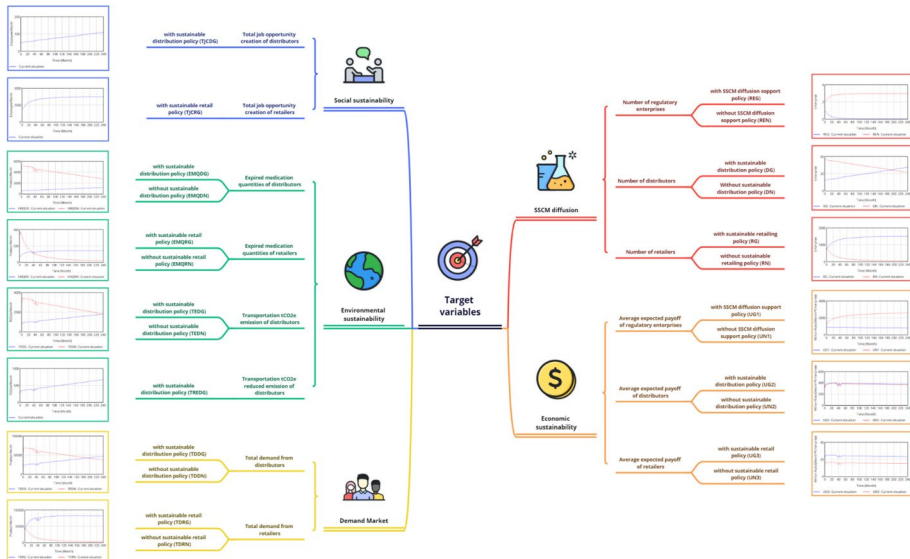 with sustainable
distribution policy (TJCDG)
Total job opportunity
creation of distributors
with sustainable retail
policy (TJCRG)
Total job opportunity
creation of retailers
Social sustainability
with sustainable
distribution policy (EMQDG)
without sustainable
distribution policy (EMQDN)
Expired medication
quantities of distributors
with sustainable retail
policy (EMQRG)
without sustainable retail
policy (EMQRN)
Expired medication
quantities of retailers
with sustainable
distribution policy (TEDG)
without sustainable
distribution policy (TEDN)
Transportation tCO2e
emission of distributors
with sustainable
distribution policy (TREDG)
Transportation tCO2e
reduced emission of
distributors
Environmental
sustainability
with sustainable
distribution policy (TDDG)
without sustainable
distribution policy (TDDN)
Total demand from
distributors
with sustainable retail
policy (TDRG)
without sustainable retail
policy (TDRN)
Total demand from
retailers
Demand Market
Target
variables
SSCM diffusion
Number of regulatory
enterprises
with SSCM diffusion support
policy (REG)
without SSCM diffusion
support policy (REN)
Number of distributors
with sustainable
distribution policy (DG)
Without sustainable
distribution policy (DN)
Number of retailers
with sustainable retailing
policy (RG)
without sustainable
retailing policy (RN)
Economic
sustainability
Average expected payoff
of regulatory enterprises
with SSCM diffusion support
policy (UG1)
without SSCM diffusion
support policy (UN1)
Average expected payoff
of distributors
with sustainable
distribution policy (UG2)
without sustainable
distribution policy (UN2)
Average expected payoff
of retailers
with sustainable retail
policy (UG3)
without sustainable retail
policy (UN3)